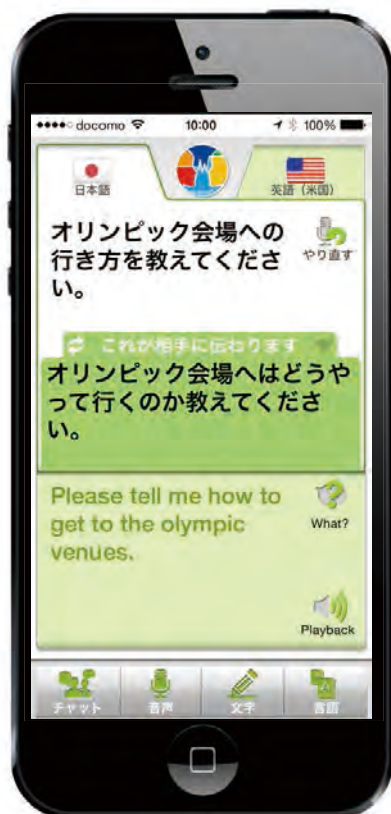 docomo 10:00 100%
日本語 英語（米国）
オリンピック会場への
行き方を教えてくださ
い。
やり直す
これが相手に伝わります
オリンピック会場へはどうや
って行くのか教えてくださ
い。
Please tell me how to
get to the olympic
venues.
What?
Playback
チャット 音声 文字 言語